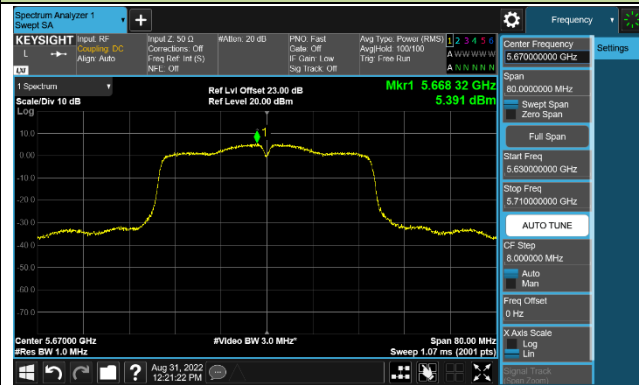 Spectrum Analyzer 1
Swept SA
Frequency
KEYSIGHT
L
LXI
Input: RF
Coupling: DC
Align: Auto
Input Z: 50 Ω
Corrections: Off
Freq Ref: Int (S)
NFE: Off
#Atten: 20 dB
PNO: Fast
Gate: Off
IF Gain: Low
Sig Track: Off
Avg Type: Power (RMS)
Avg|Hold: 100/100
Trig: Free Run
1 2 3 4 5 6
A W W W W W
A N N N N N
Center Frequency
5.670000000 GHz
Settings
Span
80.0000000 MHz
Swept Span
Zero Span
Full Span
Start Freq
5.630000000 GHz
Stop Freq
5.710000000 GHz
AUTO TUNE
CF Step
8.000000 MHz
Auto
Man
Freq Offset
0 Hz
X Axis Scale
Log
Lin
Signal Track
(Span Zoom)
1 Spectrum
Scale/Div 10 dB
Log
Ref Lvl Offset 23.00 dB
Ref Level 20.00 dBm
Mkr1 5.668 32 GHz
5.391 dBm
1
10.0
0.00
-10.0
-20.0
-30.0
-40.0
-50.0
-60.0
-70.0
Center 5.67000 GHz
#Res BW 1.0 MHz
#Video BW 3.0 MHz*
Span 80.00 MHz
Sweep 1.07 ms (2001 pts)
?
Aug 31, 2022
12:21:22 PM